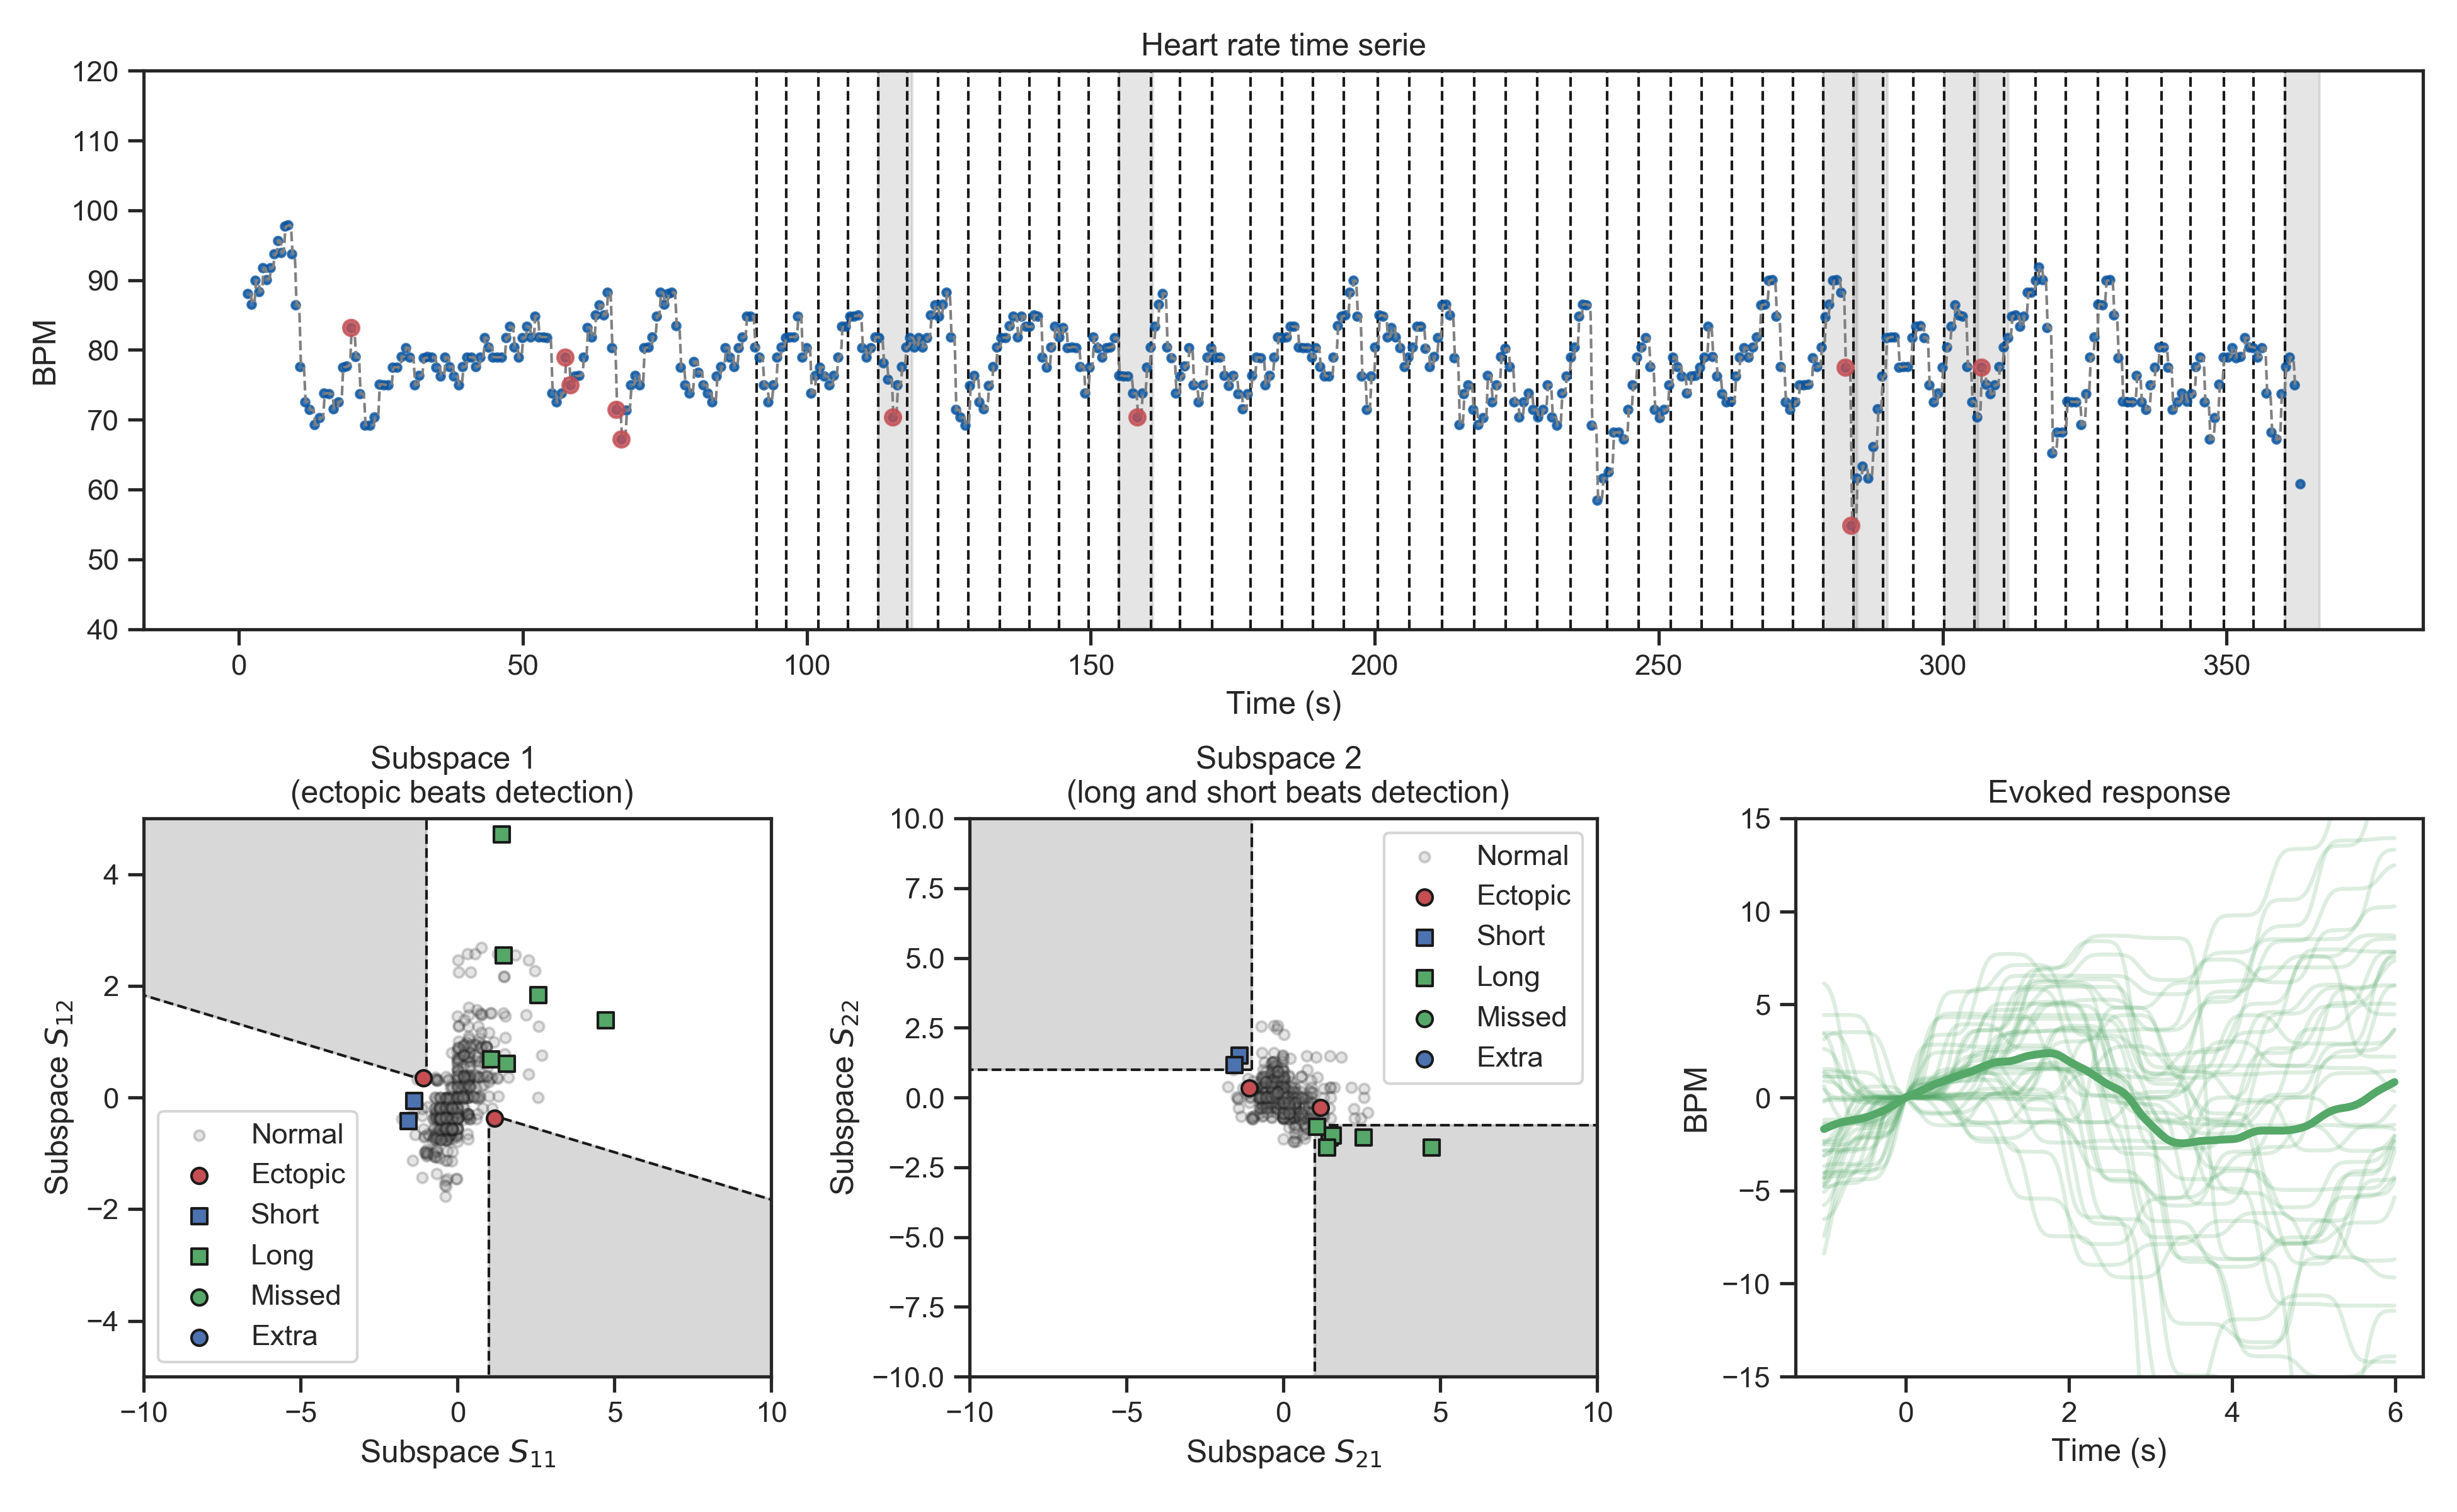 Heart rate time serie
120
110
100
90
80
70
60
50
40
BPM
0 50 100 150 200 250 300 350
Time (s)
Subspace 1
(ectopic beats detection)
4
2
0
−2
−4
Subspace S12
Normal
Ectopic
Short
Long
Missed
Extra
−10 −5 0 5 10
Subspace S11
Subspace 2
(long and short beats detection)
10.0
7.5
5.0
2.5
0.0
−2.5
−5.0
−7.5
−10.0
Subspace S22
Normal
Ectopic
Short
Long
Missed
Extra
−10 −5 0 5 10
Subspace S21
Evoked response
15
10
5
0
−5
−10
−15
BPM
0 2 4 6
Time (s)